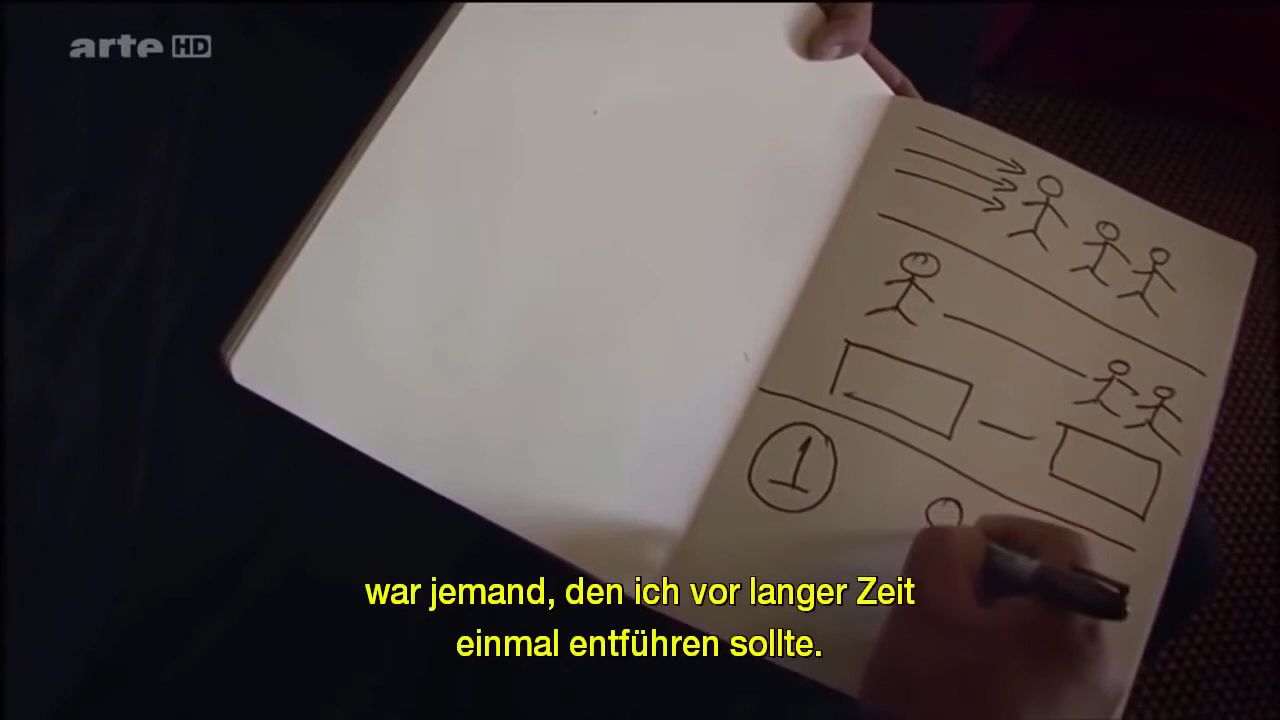 arte HD
1
war jemand, den ich vor langer Zeit
einmal entführen sollte.